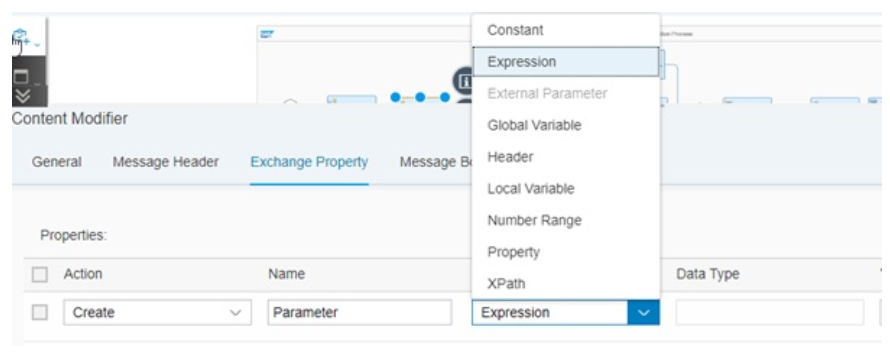 SAP
Constant
Expression
External Parameter
Global Variable
Header
Local Variable
Number Range
Property
XPath
Content Modifier
General Message Header Exchange Property Message
Properties:
Action Name Data Type
Create Parameter Expression